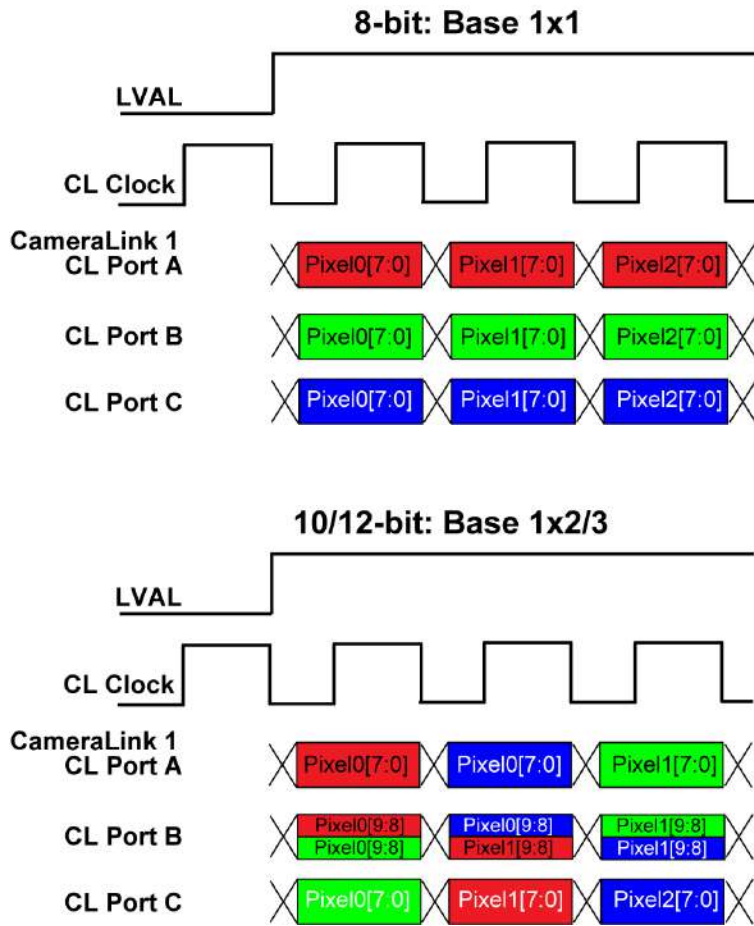 8-bit: Base 1x1
LVAL
CL Clock
CameraLink 1
CL Port A Pixel0[7:0] Pixel1[7:0] Pixel2[7:0]
CL Port B Pixel0[7:0] Pixel1[7:0] Pixel2[7:0]
CL Port C Pixel0[7:0] Pixel1[7:0] Pixel2[7:0]
10/12-bit: Base 1x2/3
LVAL
CL Clock
CameraLink 1
CL Port A Pixel0[7:0] Pixel0[7:0] Pixel1[7:0]
CL Port B Pixel0[9:8] Pixel0[9:8] Pixel1[9:8]
Pixel0[9:8] Pixel1[9:8] Pixel1[9:8]
CL Port C Pixel0[7:0] Pixel1[7:0] Pixel2[7:0]